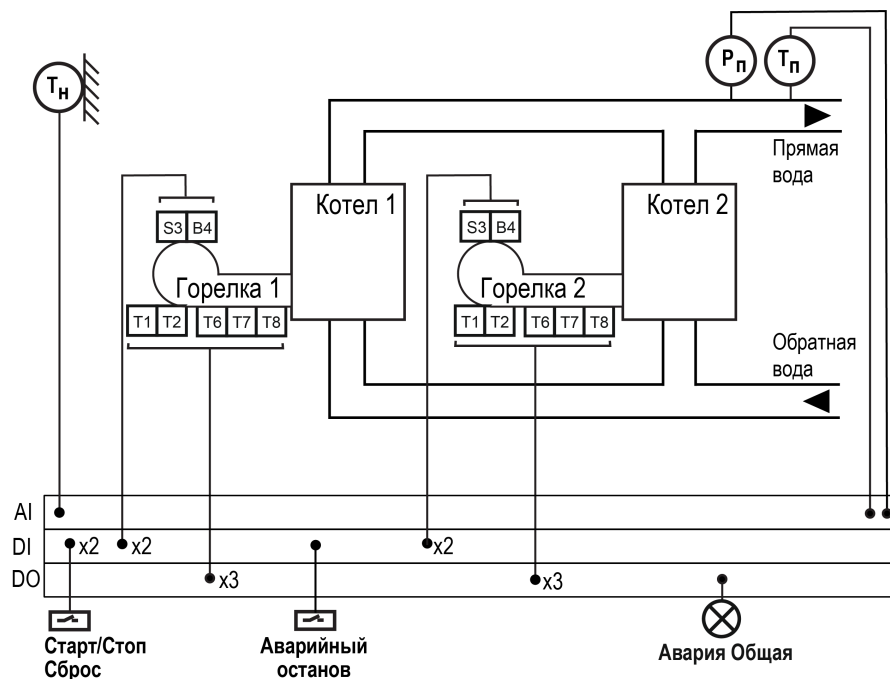 Pп Tп
Tн
Прямая
вода
S3 B4
Котел 1
S3 B4
Котел 2
Горелка 1
Горелка 2
T1 T2 T6 T7 T8
T1 T2 T6 T7 T8
Обратная
вода
AI
DI x2 x2 x2
DO x3 x3
Старт/Стоп
Сброс
Аварийный
останов
Авария Общая